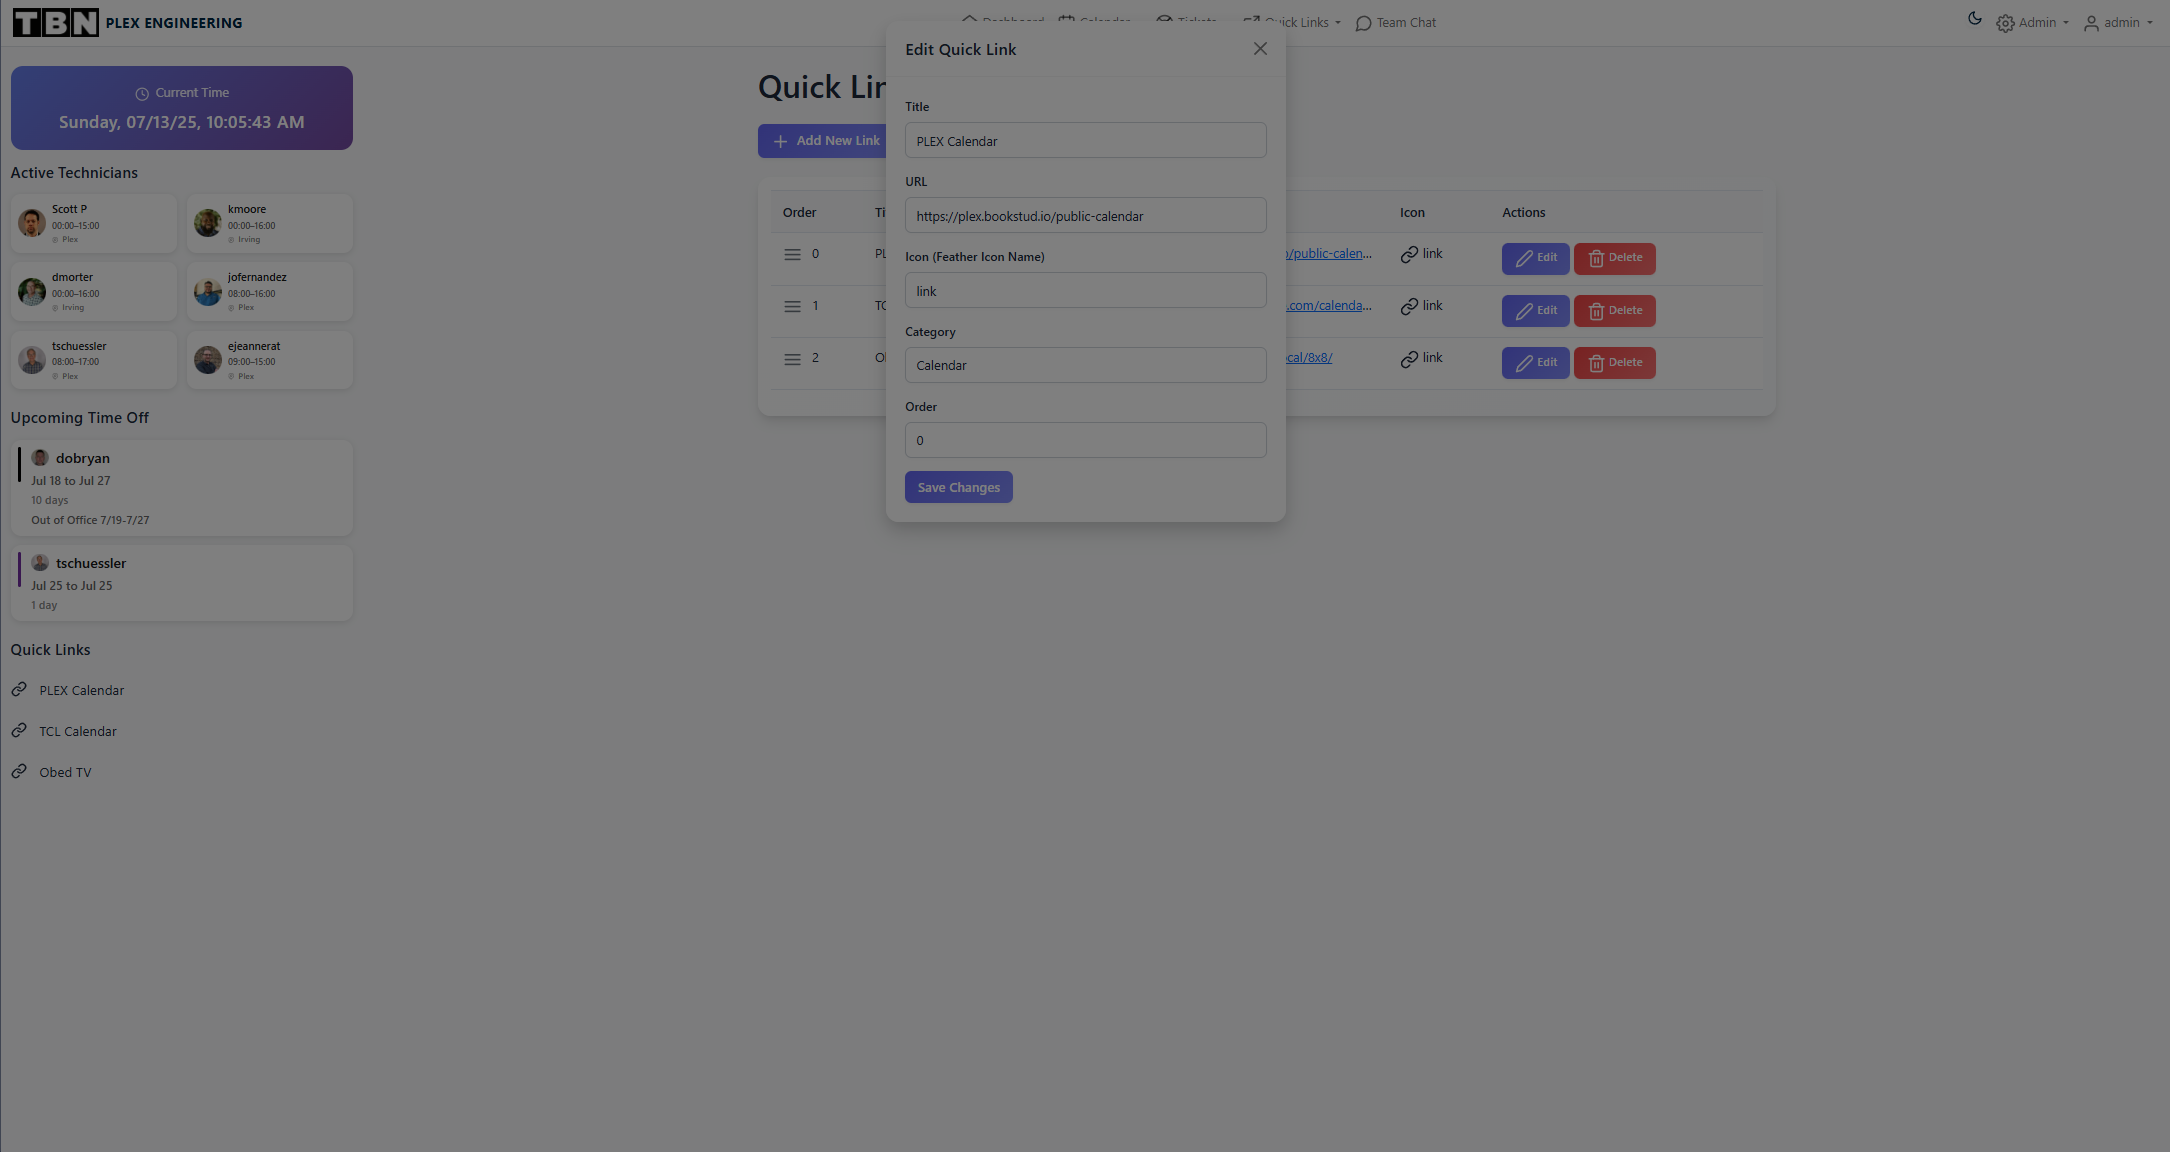 TBN PLEX ENGINEERING
Dashboard Calendar Tickets Quick Links Team Chat
Admin admin
Current Time
Sunday, 07/13/25, 10:05:43 AM
Active Technicians
Scott P
00:00–15:00
Plex
kmoore
00:00–16:00
Irving
dmorter
00:00–16:00
Irving
jofernandez
08:00–16:00
Plex
tschuessler
08:00–17:00
Plex
ejeannerat
09:00–15:00
Plex
Upcoming Time Off
dobryan
Jul 18 to Jul 27
10 days
Out of Office 7/19-7/27
tschuessler
Jul 25 to Jul 25
1 day
Quick Links
PLEX Calendar
TCL Calendar
Obed TV
Quick Lin
Add New Link
Order Ti Icon Actions
0 PL o/public-calen... link Edit Delete
1 TC .com/calenda... link Edit Delete
2 Ob cal/8x8/ link Edit Delete
Edit Quick Link
Title
PLEX Calendar
URL
https://plex.bookstud.io/public-calendar
Icon (Feather Icon Name)
link
Category
Calendar
Order
0
Save Changes